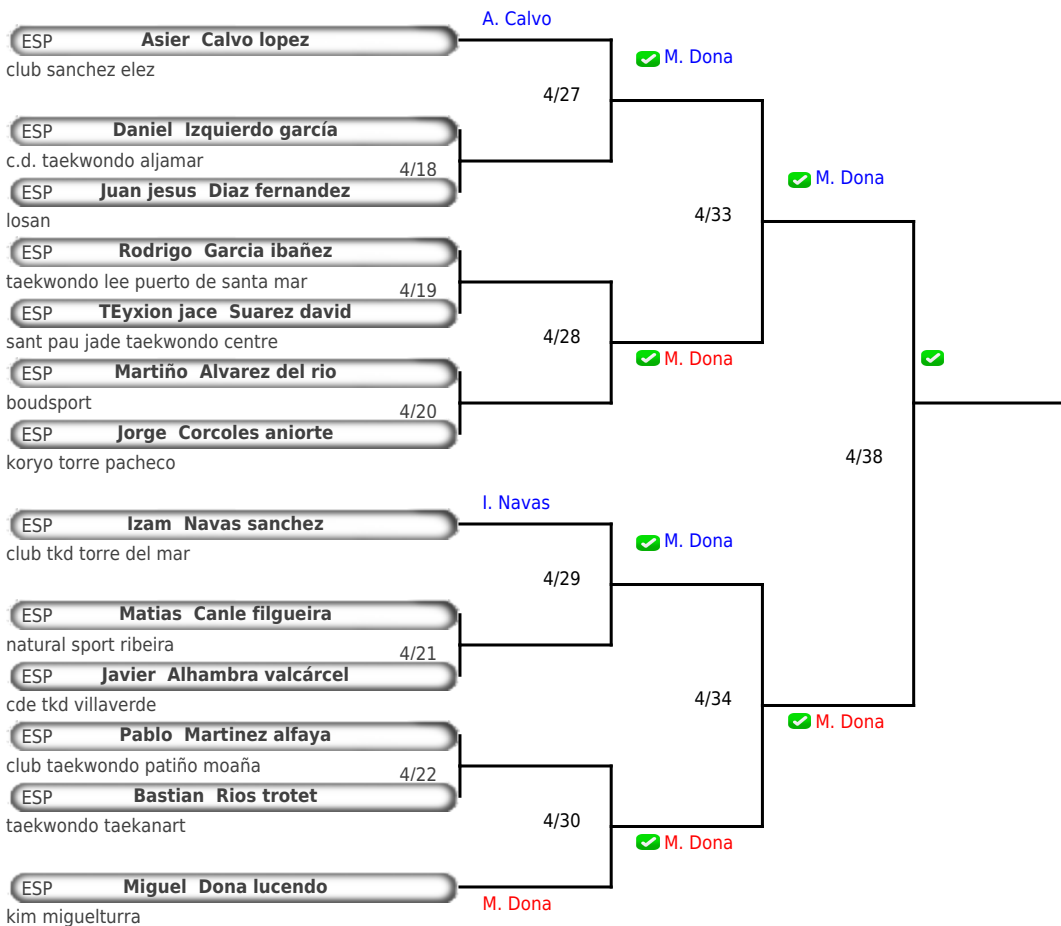 A. Calvo
ESP Asier Calvo lopez
club sanchez elez
M. Dona
4/27
ESP Daniel Izquierdo garcía
c.d. taekwondo aljamar
4/18
ESP Juan jesus Diaz fernandez
losan
M. Dona
4/33
ESP Rodrigo Garcia ibañez
taekwondo lee puerto de santa mar
4/19
ESP TEyxion jace Suarez david
sant pau jade taekwondo centre
4/28
M. Dona
ESP Martiño Alvarez del rio
boudsport
4/20
ESP Jorge Corcoles aniorte
koryo torre pacheco
4/38
I. Navas
ESP Izam Navas sanchez
club tkd torre del mar
M. Dona
4/29
ESP Matias Canle filgueira
natural sport ribeira
4/21
ESP Javier Alhambra valcárcel
cde tkd villaverde
4/34
M. Dona
ESP Pablo Martinez alfaya
club taekwondo patiño moaña
4/22
ESP Bastian Rios trotet
taekwondo taekanart
4/30
M. Dona
ESP Miguel Dona lucendo
kim miguelturra
M. Dona